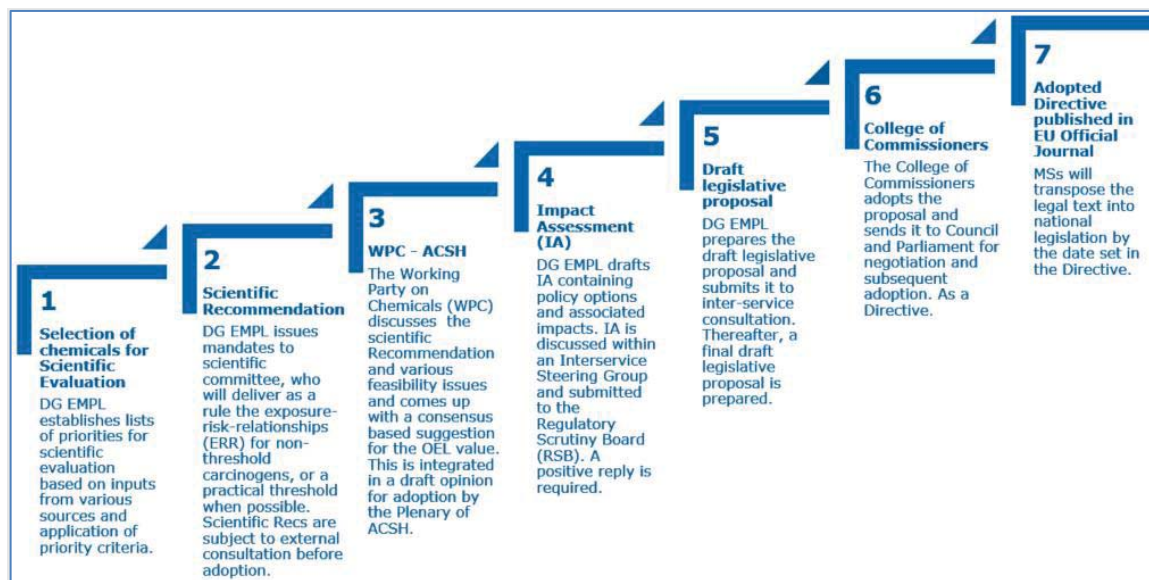 1
Selection of
chemicals for
Scientific
Evaluation
DG EMPL
establishes lists
of priorities for
scientific
evaluation
based on inputs
from various
sources and
application of
priority criteria.
2
Scientific
Recommendation
DG EMPL issues
mandates to
scientific
committee, who
will deliver as a
rule the exposure-
risk-relationships
(ERR) for non-
threshold
carcinogens, or a
practical threshold
when possible.
Scientific Recs are
subject to external
consultation before
adoption.
3
WPC - ACSH
The Working
Party on
Chemicals (WPC)
discusses the
scientific
Recommendation
and various
feasibility issues
and comes up
with a consensus
based suggestion
for the OEL value.
This is integrated
in a draft opinion
for adoption by
the Plenary of
ACSH.
4
Impact
Assessment
(IA)
DG EMPL drafts
IA containing
policy options
and associated
impacts. IA is
discussed within
an Interservice
Steering Group
and submitted
to the
Regulatory
Scrutiny Board
(RSB). A
positive reply is
required.
5
Draft
legislative
proposal
DG EMPL
prepares the
draft legislative
proposal and
submits it to
inter-service
consultation.
Thereafter, a
final draft
legislative
proposal is
prepared.
6
College of
Commissioners
The College of
Commissioners
adopts the
proposal and
sends it to Council
and Parliament for
negotiation and
subsequent
adoption. As a
Directive.
7
Adopted
Directive
published in
EU Official
Journal
MSs will
transpose the
legal text into
national
legislation by
the date set in
the Directive.